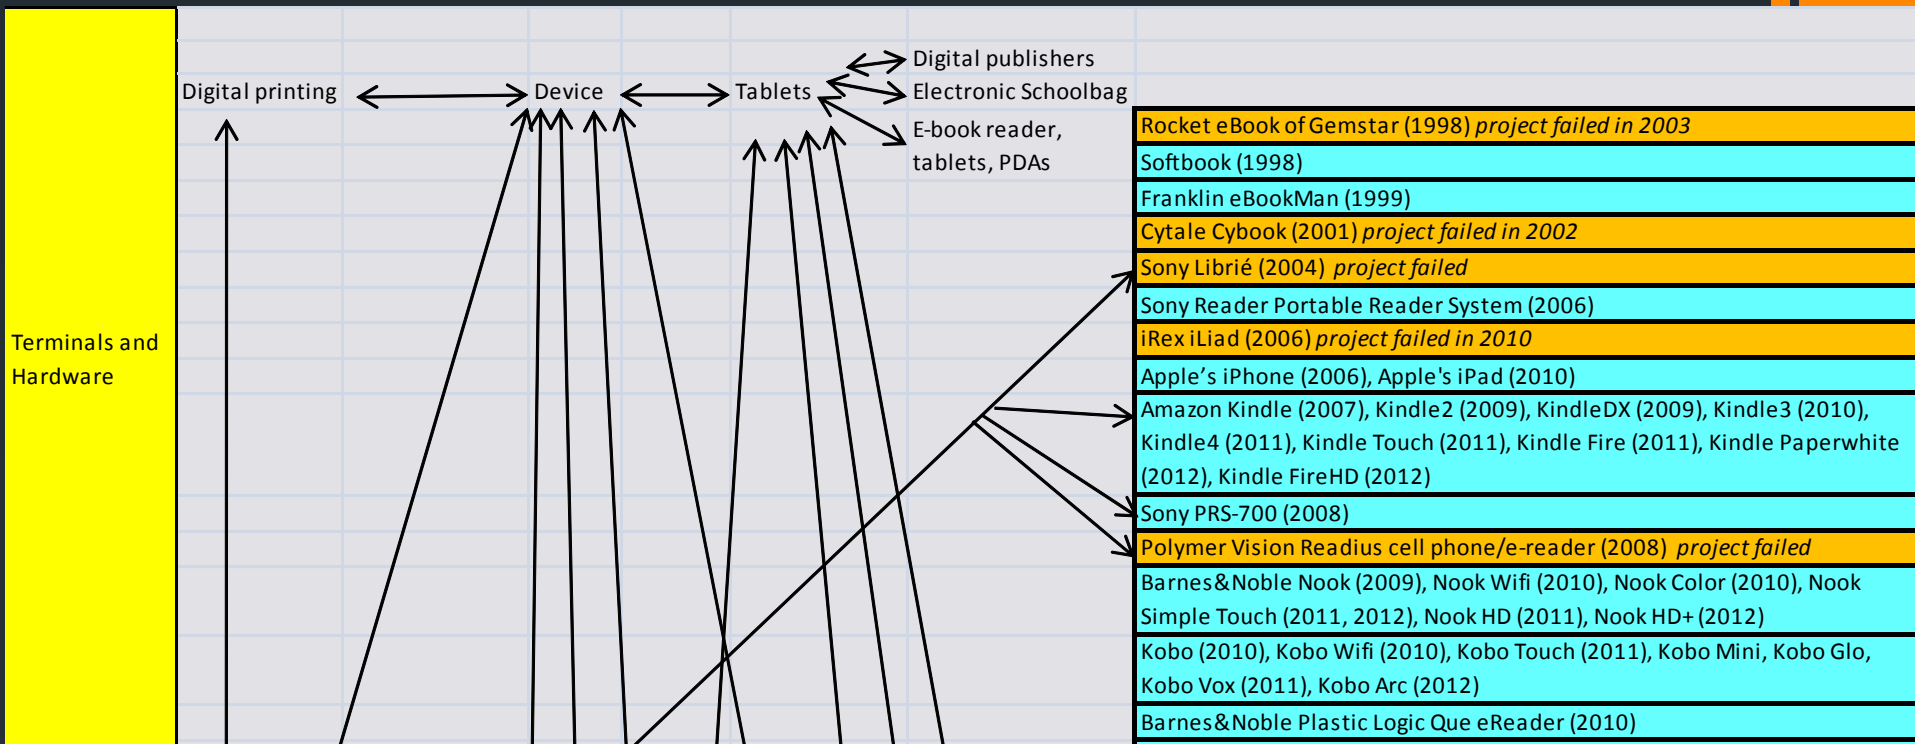 Terminals and
Hardware
Digital printing
Device
Tablets
Digital publishers
Electronic Schoolbag
E-book reader,
tablets, PDAs
Rocket eBook of Gemstar (1998) project failed in 2003
Softbook (1998)
Franklin eBookMan (1999)
Cytale Cybook (2001) project failed in 2002
Sony Librié (2004) project failed
Sony Reader Portable Reader System (2006)
iRex iLiad (2006) project failed in 2010
Apple’s iPhone (2006), Apple's iPad (2010)
Amazon Kindle (2007), Kindle2 (2009), KindleDX (2009), Kindle3 (2010),
Kindle4 (2011), Kindle Touch (2011), Kindle Fire (2011), Kindle Paperwhite
(2012), Kindle FireHD (2012)
Sony PRS-700 (2008)
Polymer Vision Readius cell phone/e-reader (2008) project failed
Barnes&Noble Nook (2009), Nook Wifi (2010), Nook Color (2010), Nook
Simple Touch (2011, 2012), Nook HD (2011), Nook HD+ (2012)
Kobo (2010), Kobo Wifi (2010), Kobo Touch (2011), Kobo Mini, Kobo Glo,
Kobo Vox (2011), Kobo Arc (2012)
Barnes&Noble Plastic Logic Que eReader (2010)